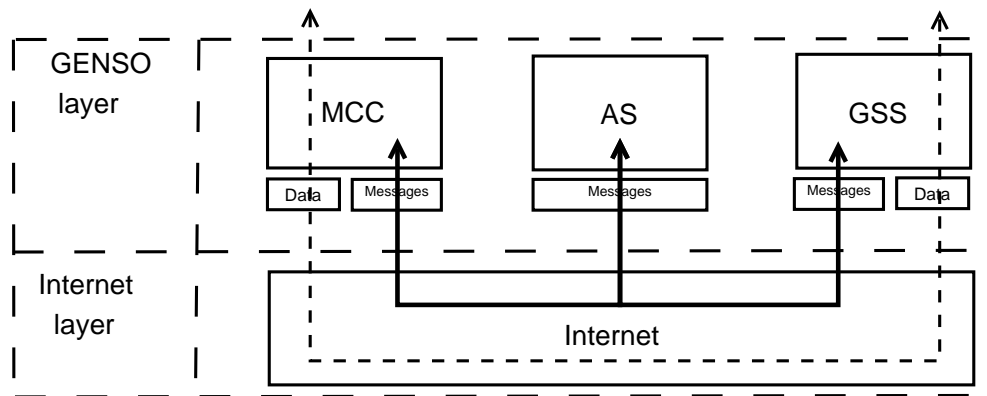 GENSO
layer
MCC
AS
GSS
Data
Messages
Messages
Messages
Data
Internet
layer
Internet